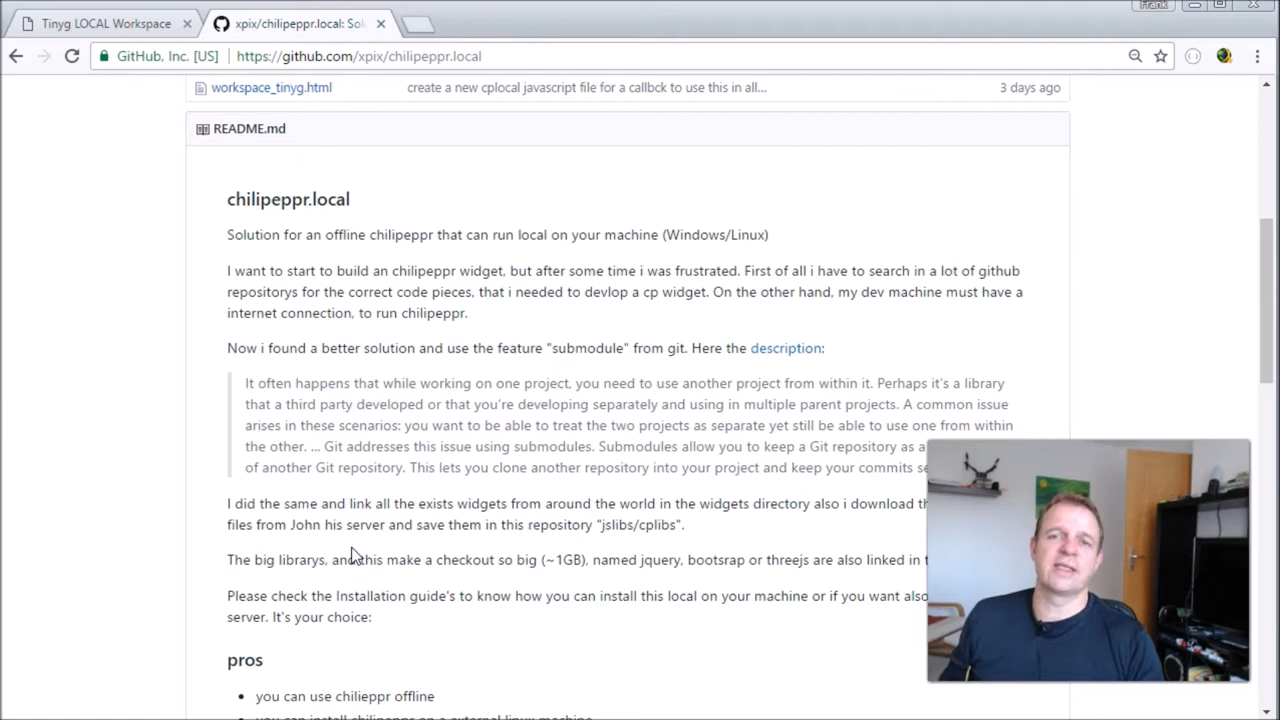 Frank
Tinyg LOCAL Workspace
xpix/chilipeppr.local: Sol
GitHub, Inc. [US]
https://github.com/xpix/chilipeppr.local
workspace_tinyg.html create a new cplocal javascript file for a callbck to use this in all... 3 days ago
README.md
chilipeppr.local
Solution for an offline chilipeppr that can run local on your machine (Windows/Linux)
I want to start to build an chilipeppr widget, but after some time i was frustrated. First of all i have to search in a lot of github
repositorys for the correct code pieces, that i needed to devlop a cp widget. On the other hand, my dev machine must have a
internet connection, to run chilipeppr.
Now i found a better solution and use the feature "submodule" from git. Here the description:
It often happens that while working on one project, you need to use another project from within it. Perhaps it's a library
that a third party developed or that you're developing separately and using in multiple parent projects. A common issue
arises in these scenarios: you want to be able to treat the two projects as separate yet still be able to use one from within
the other. ... Git addresses this issue using submodules. Submodules allow you to keep a Git repository as a
of another Git repository. This lets you clone another repository into your project and keep your commits se
I did the same and link all the exists widgets from around the world in the widgets directory also i download th
files from John his server and save them in this repository "jslibs/cplibs".
The big librarys, and this make a checkout so big (~1GB), named jquery, bootsrap or threejs are also linked in t
Please check the Installation guide's to know how you can install this local on your machine or if you want also
server. It's your choice:
pros
you can use chilieppr offline
you can install chilipeppr on a external linux machine